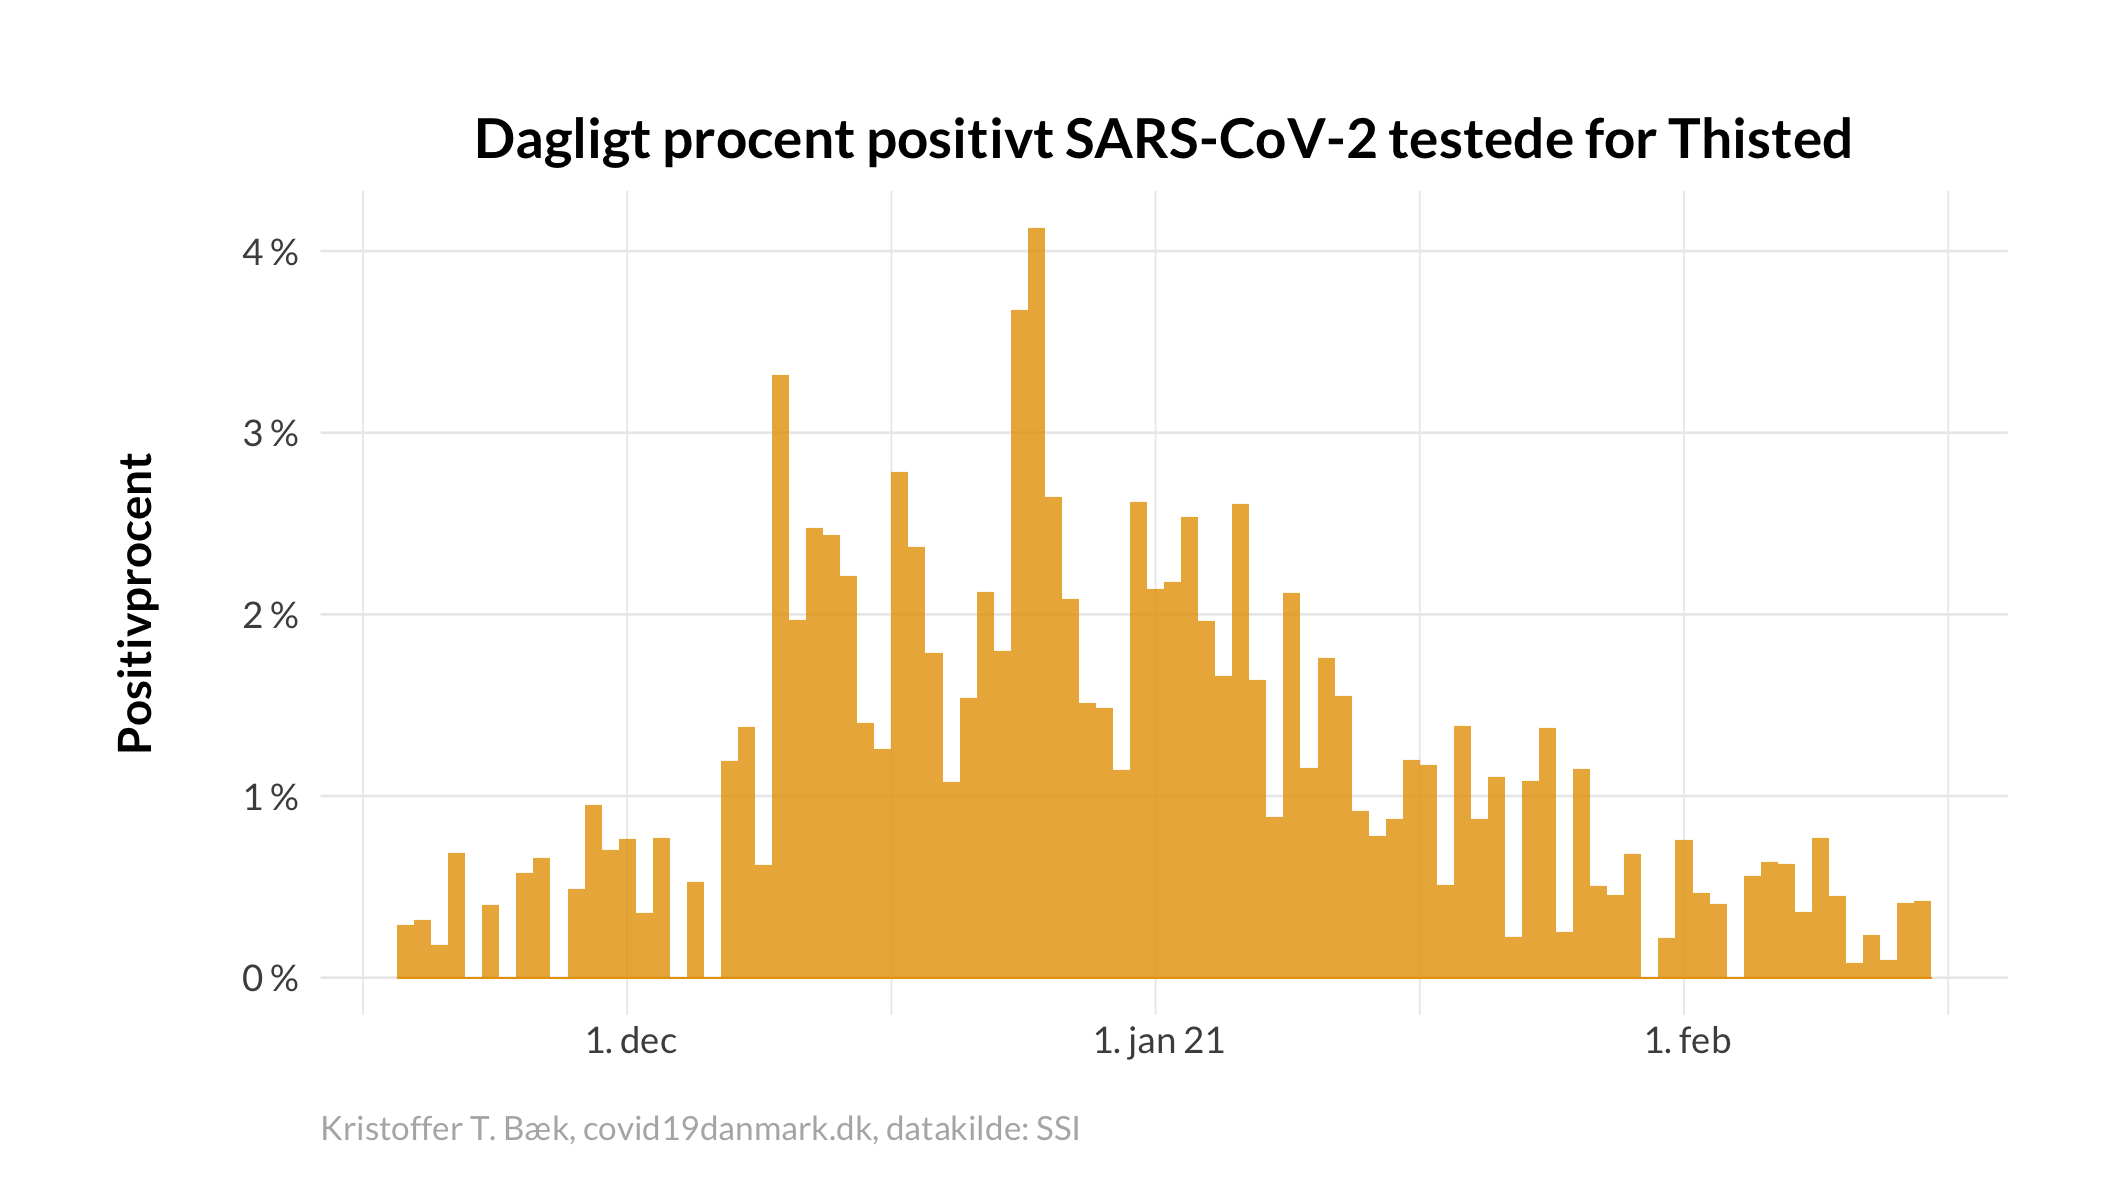 Dagligt procent positivt SARS-CoV-2 testede for Thisted
Positivprocent
4 %
3 %
2 %
1 %
0 %
1. dec
1. jan 21
1. feb
Kristoffer T. Bæk, covid19danmark.dk, datakilde: SSI